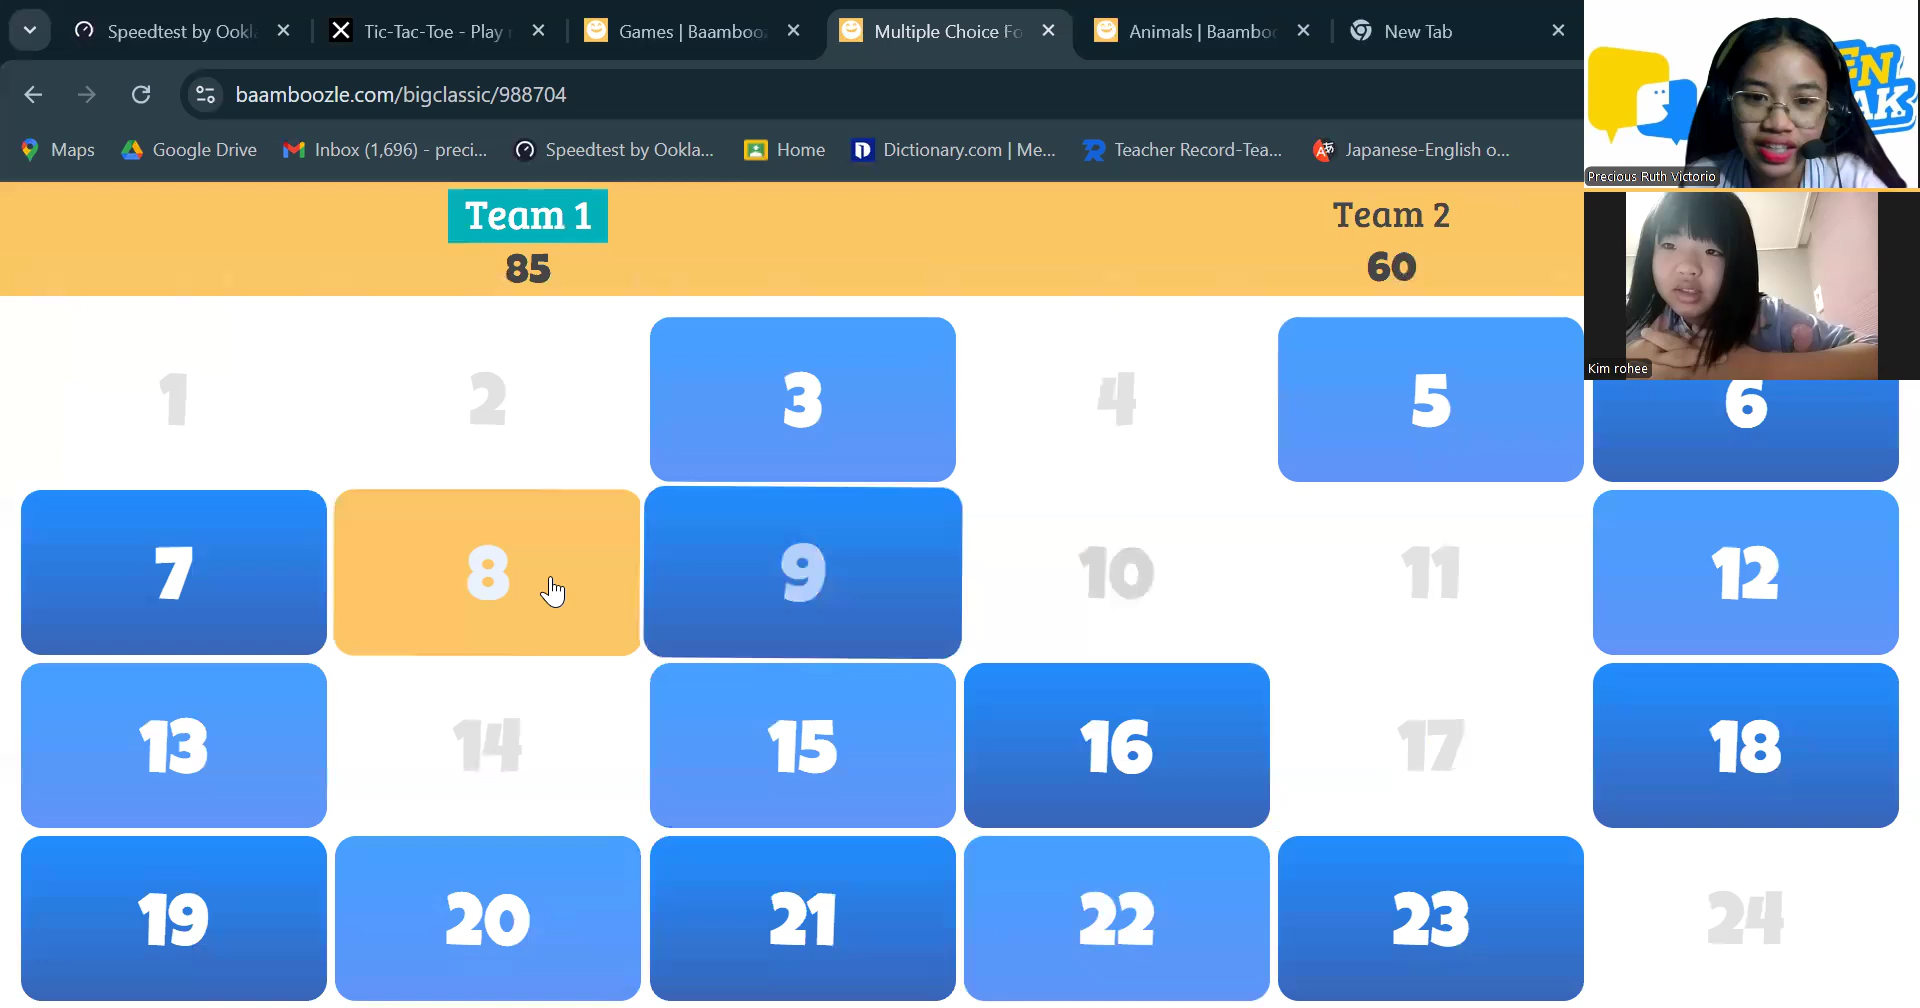 Speedtest by Ookl
Tic-Tac-Toe - Play
Games | Baambooz
Multiple Choice Fo
Animals | Bamboo
New Tab
baamboozle.com/bigclassic/988704
Maps
Google Drive
Inbox (1,696) - preci...
Speedtest by Ookla...
Home
Dictionary.com | Me...
Teacher Record-Tea...
Japanese-English o...
Precious Ruth Victorio
Kim rohee
Team 1
85
Team 2
60
1
2
3
4
5
6
7
8
9
10
11
12
13
14
15
16
17
18
19
20
21
22
23
24